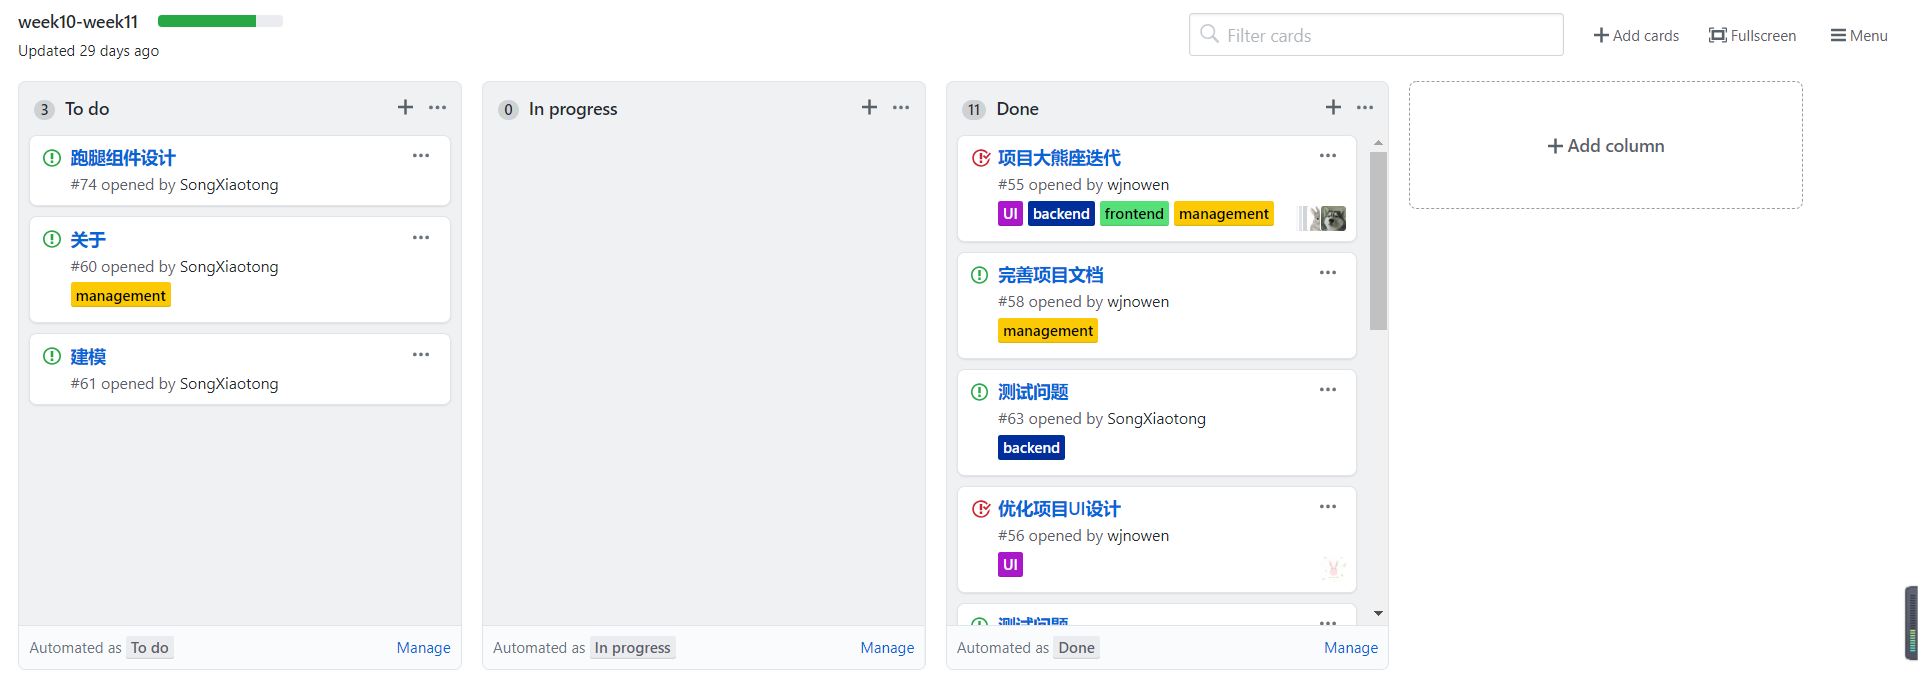 week10-week11
Updated 29 days ago
Filter cards
Add cards
Fullscreen
Menu
3 To do
跑腿组件设计
#74 opened by SongXiaotong
关于
#60 opened by SongXiaotong
management
建模
#61 opened by SongXiaotong
Automated as To do
Manage
0 In progress
Automated as In progress
Manage
11 Done
项目大熊座迭代
#55 opened by wjnowen
UI backend frontend management
完善项目文档
#58 opened by wjnowen
management
测试问题
#63 opened by SongXiaotong
backend
优化项目UI设计
#56 opened by wjnowen
UI
测试问题
Automated as Done
Manage
Add column